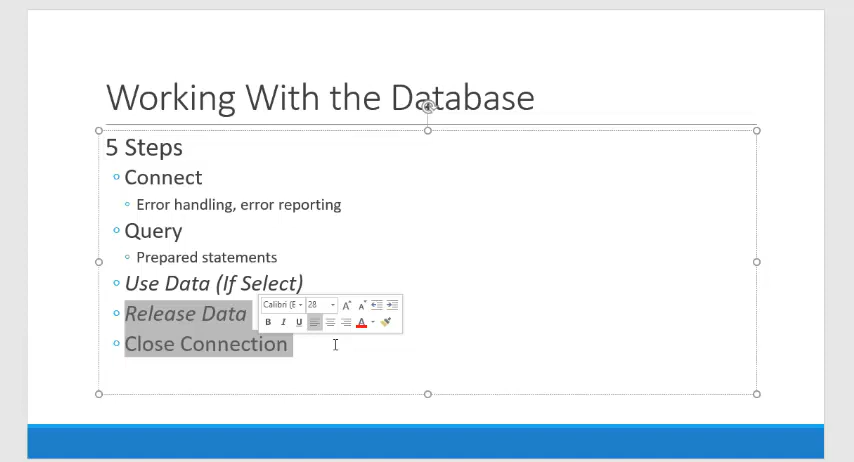 Working With the Database
5 Steps
Connect
Error handling, error reporting
Query
Prepared statements
Use Data (If Select)
Release Data
Calibri (E 28 A A
B I U A
Close Connection